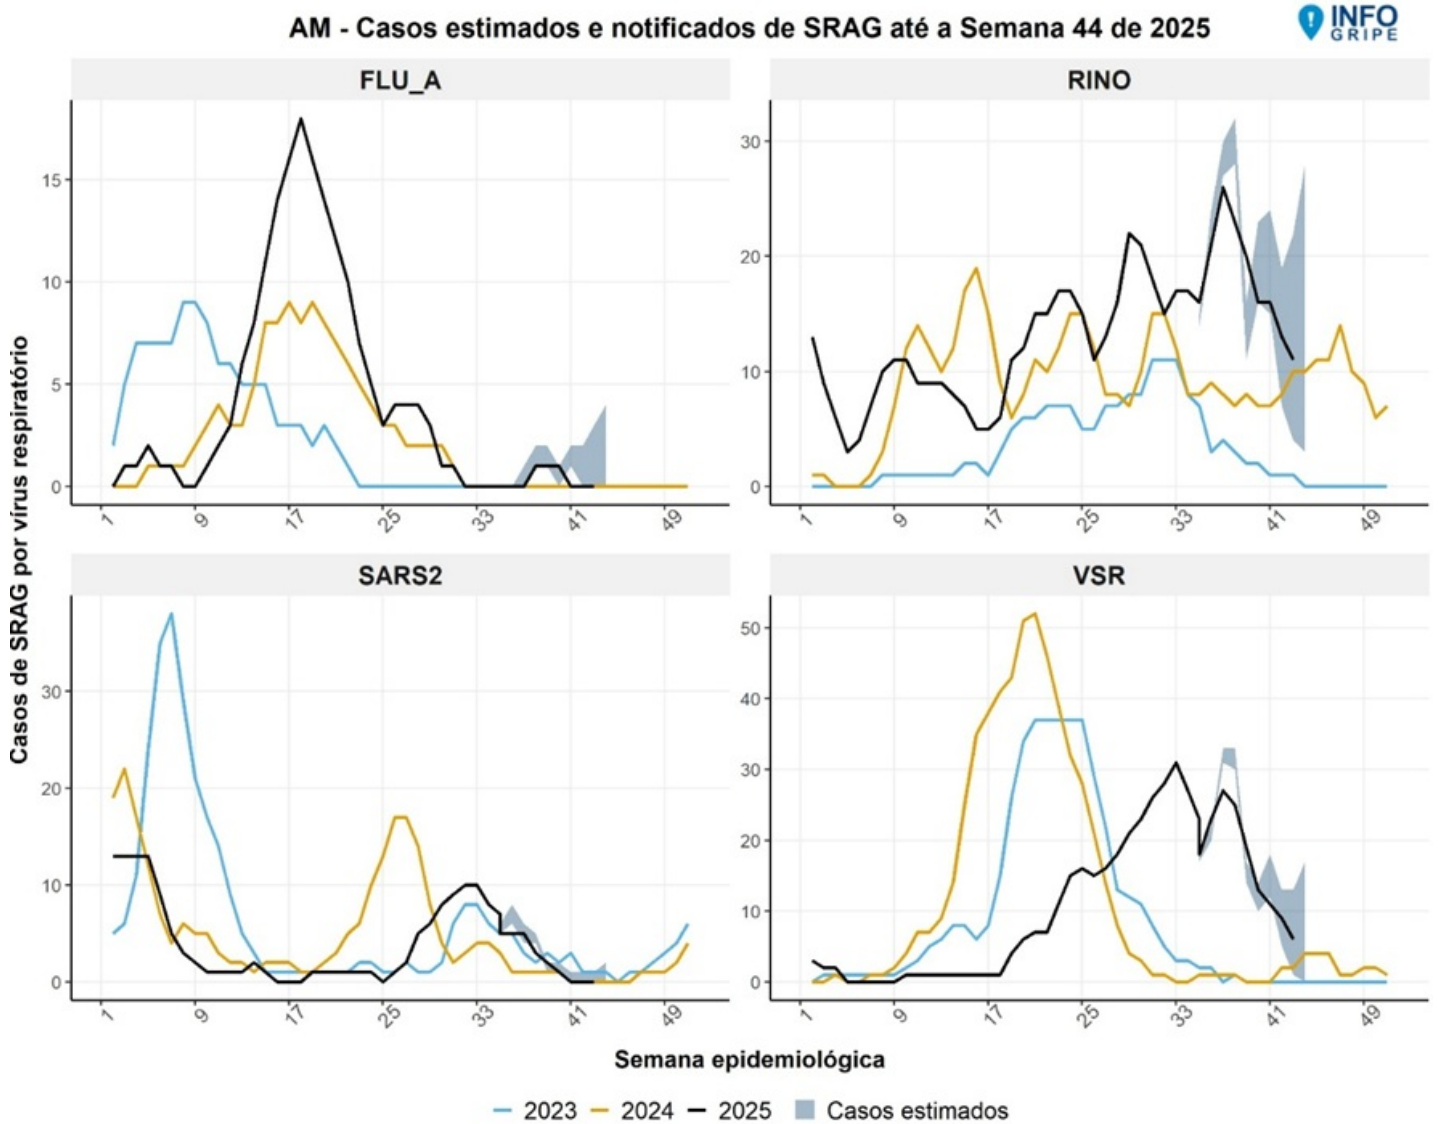 AM - Casos estimados e notificados de SRAG até a Semana 44 de 2025
INFO
GRIPE
FLU_A
RINO
15
10
5
0
30
20
10
0
1 9 17 25 33 41 49
1 9 17 25 33 41 49
Casos de SRAG por vírus respiratório
SARS2
VSR
30
20
10
0
50
40
30
20
10
0
1 9 17 25 33 41 49
1 9 17 25 33 41 49
Semana epidemiológica
2023 2024 2025 Casos estimados